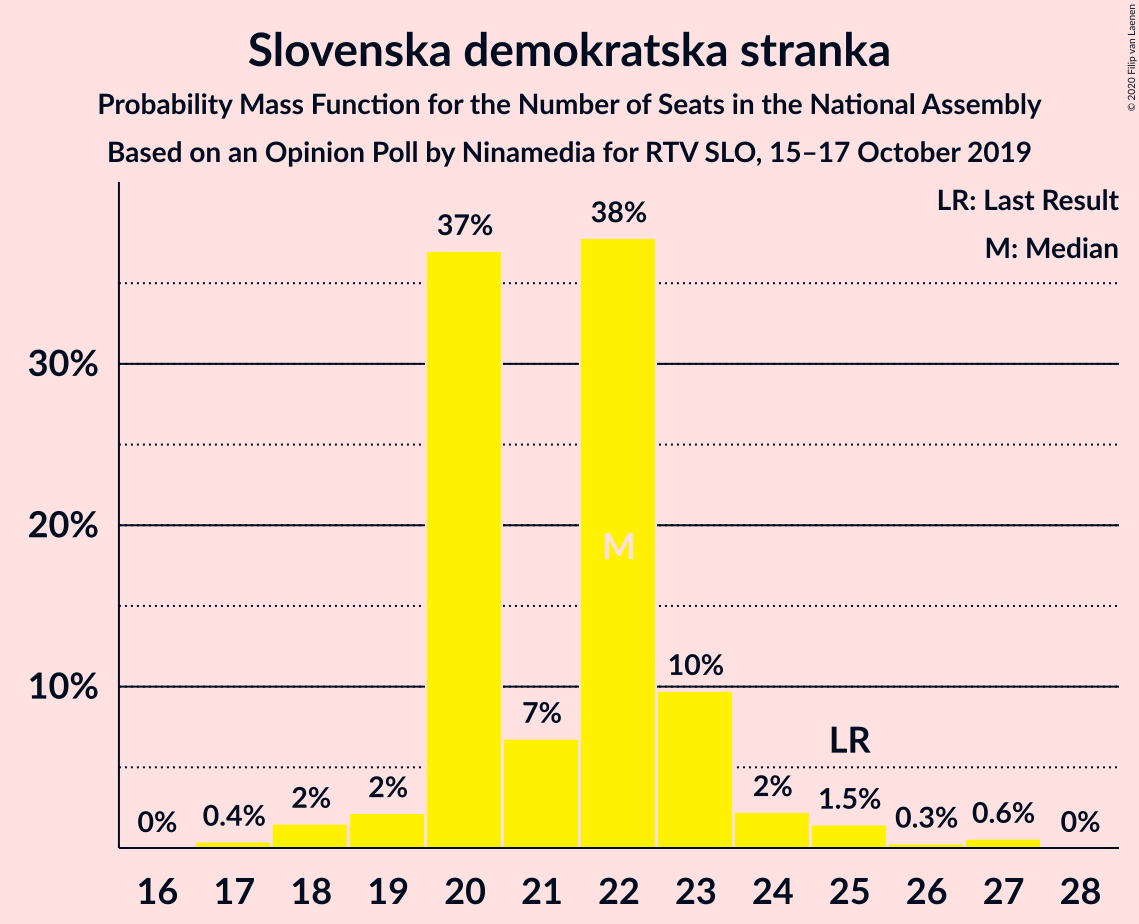 Slovenska demokratska stranka
Probability Mass Function for the Number of Seats in the National Assembly
Based on an Opinion Poll by Ninamedia for RTV SLO, 15–17 October 2019
© 2020 Filip van Laenen
LR: Last Result
M: Median
30%
20%
10%
0%
0.4%
2%
2%
37%
7%
38%
M
10%
2%
LR
1.5%
0.3%
0.6%
0%
16 17 18 19 20 21 22 23 24 25 26 27 28